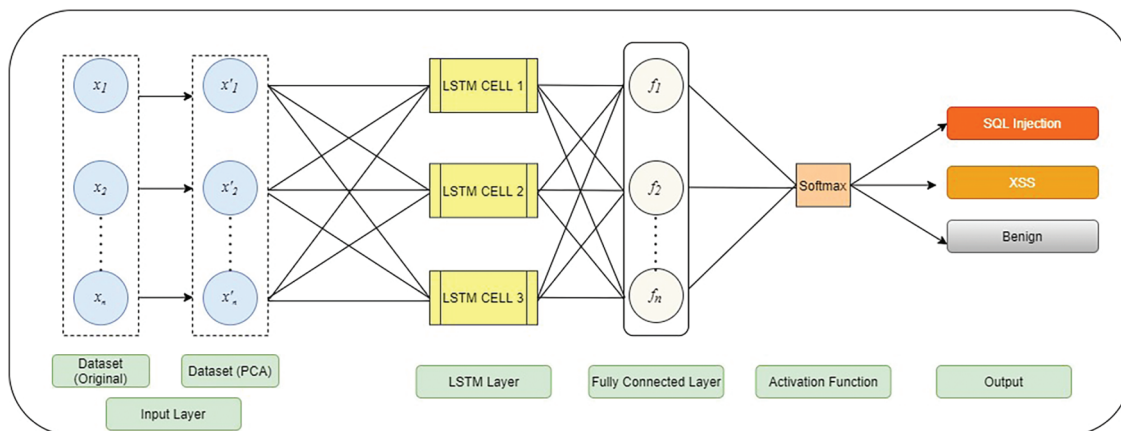 x1
x'1
LSTM CELL 1
f1
SQL Injection
x2
x'2
LSTM CELL 2
f2
Softmax
XSS
Benign
xn
x'n
LSTM CELL 3
fn
Dataset
(Original)
Dataset (PCA)
LSTM Layer
Fully Connected Layer
Activation Function
Output
Input Layer